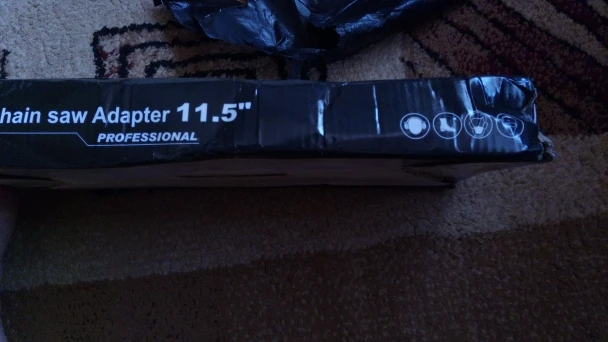 hain saw Adapter 11.5"
PROFESSIONAL